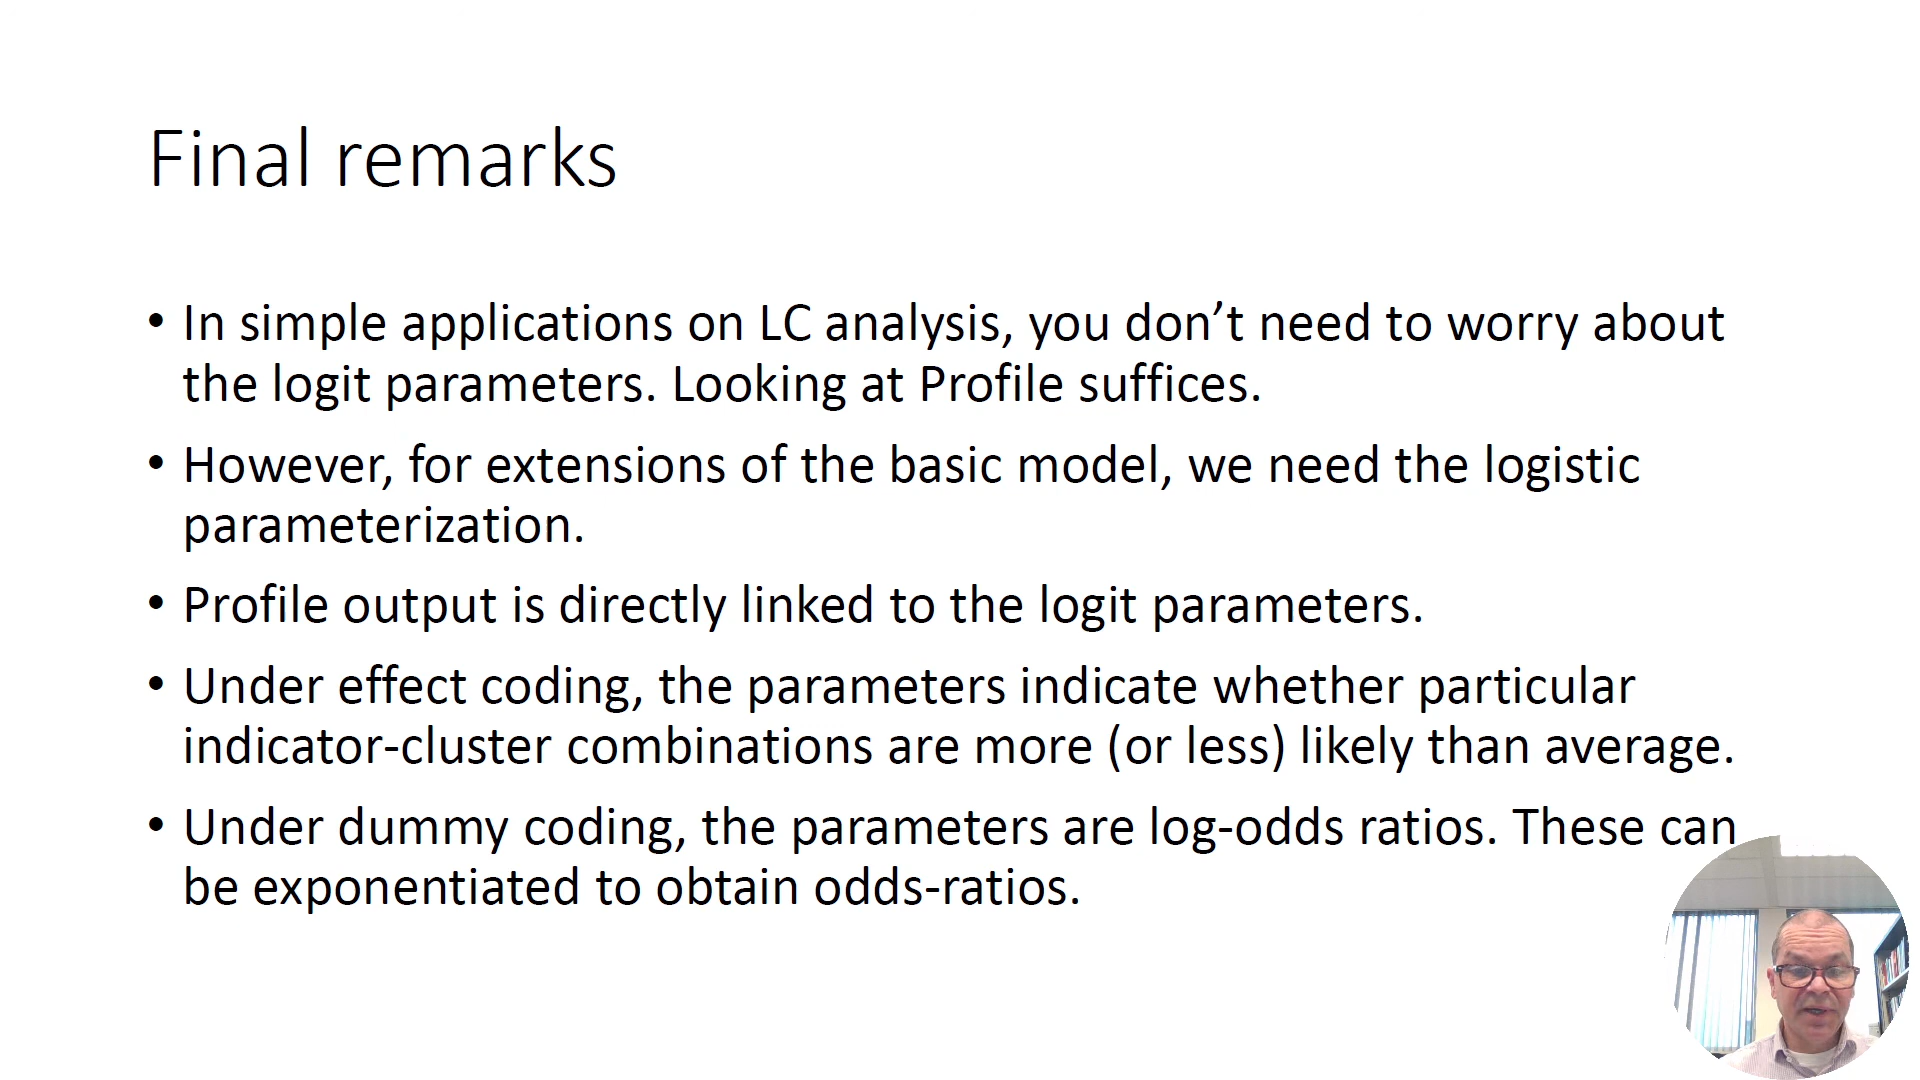 Final remarks
• In simple applications on LC analysis, you don’t need to worry about
the logit parameters. Looking at Profile suffices.
• However, for extensions of the basic model, we need the logistic
parameterization.
• Profile output is directly linked to the logit parameters.
• Under effect coding, the parameters indicate whether particular
indicator-cluster combinations are more (or less) likely than average.
• Under dummy coding, the parameters are log-odds ratios. These can
be exponentiated to obtain odds-ratios.